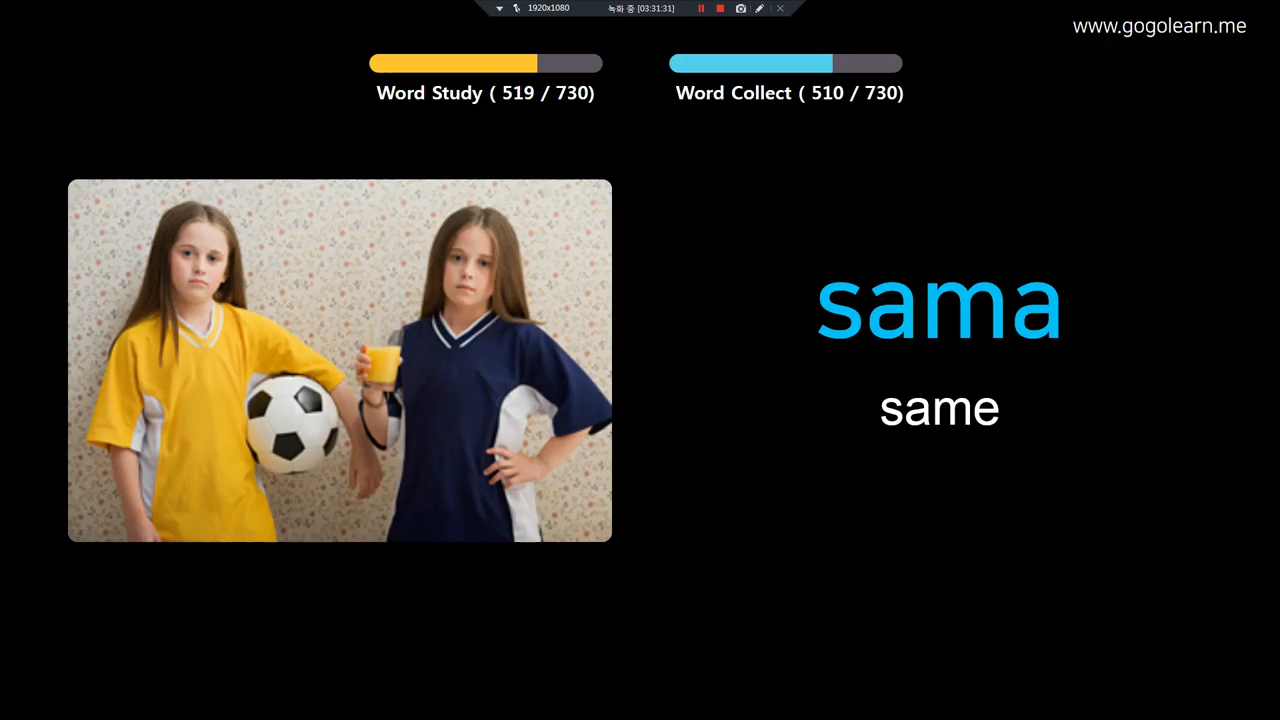 1920x1080 녹화 중 [03:31:31]
www.gogolearn.me
Word Study ( 519 / 730)
Word Collect ( 510 / 730)
sama
same